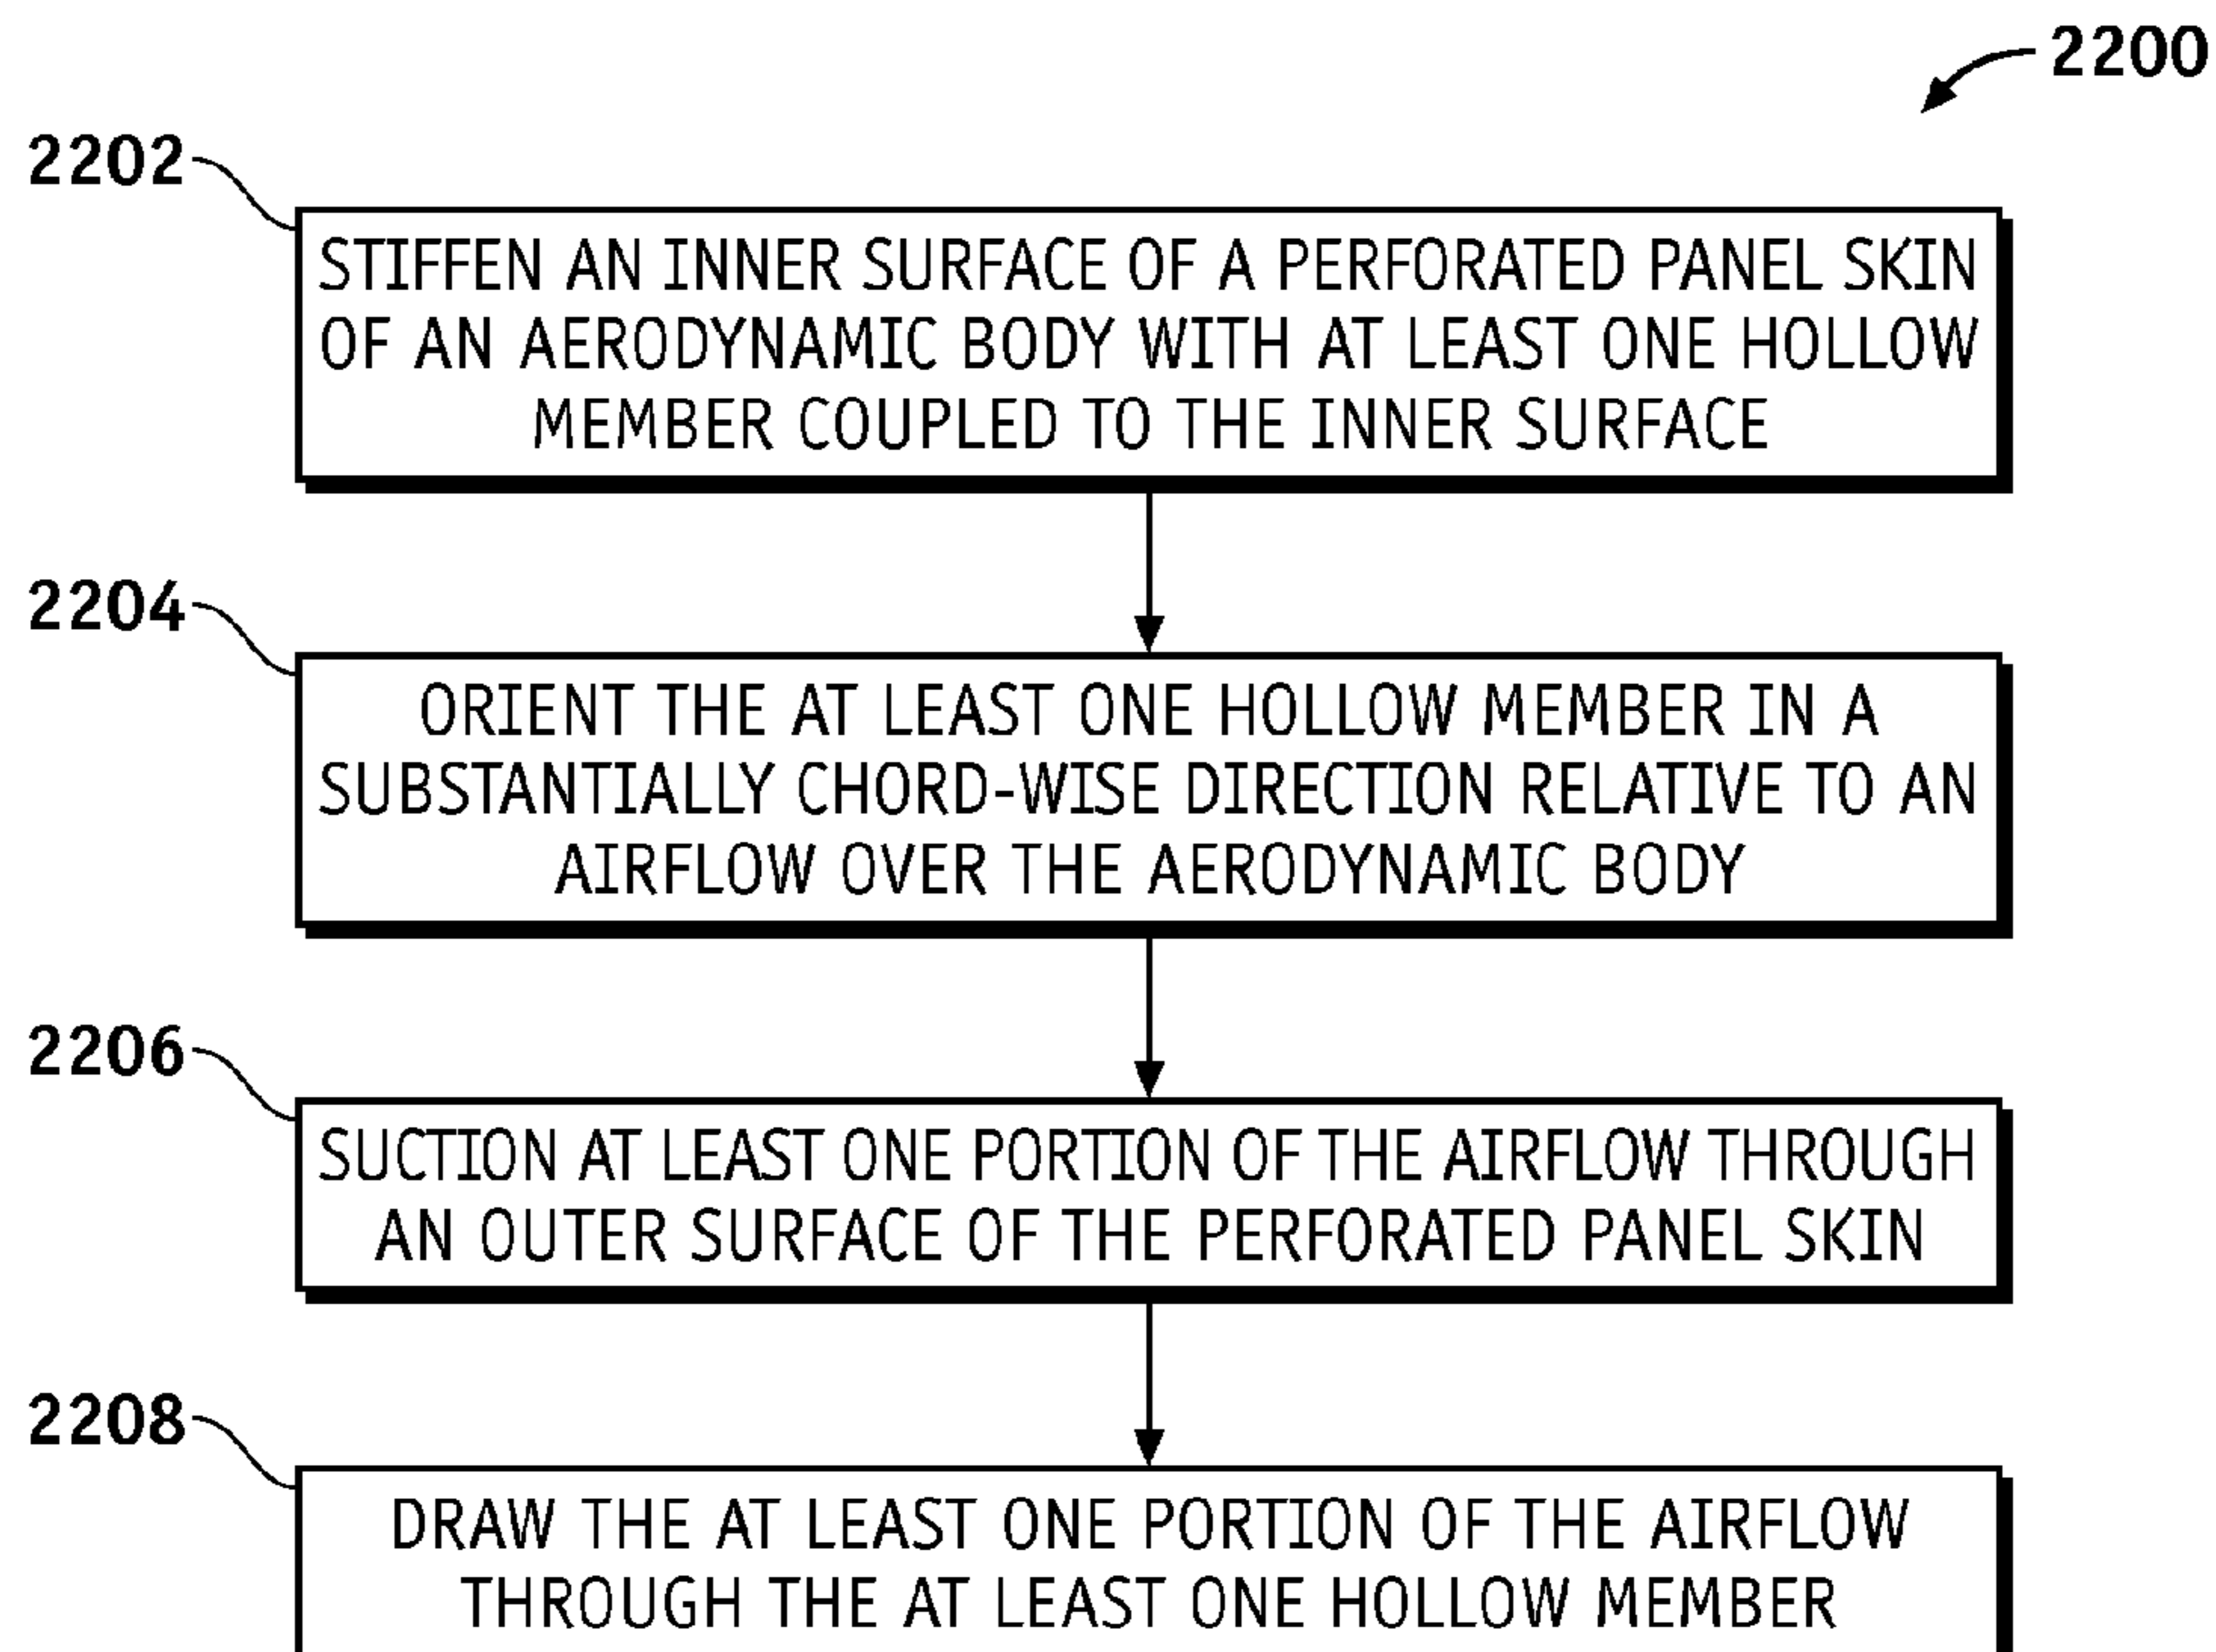 2200
2202
STIFFEN AN INNER SURFACE OF A PERFORATED PANEL SKIN
OF AN AERODYNAMIC BODY WITH AT LEAST ONE HOLLOW
MEMBER COUPLED TO THE INNER SURFACE
2204
ORIENT THE AT LEAST ONE HOLLOW MEMBER IN A
SUBSTANTIALLY CHORD-WISE DIRECTION RELATIVE TO AN
AIRFLOW OVER THE AERODYNAMIC BODY
2206
SUCTION AT LEAST ONE PORTION OF THE AIRFLOW THROUGH
AN OUTER SURFACE OF THE PERFORATED PANEL SKIN
2208
DRAW THE AT LEAST ONE PORTION OF THE AIRFLOW
THROUGH THE AT LEAST ONE HOLLOW MEMBER